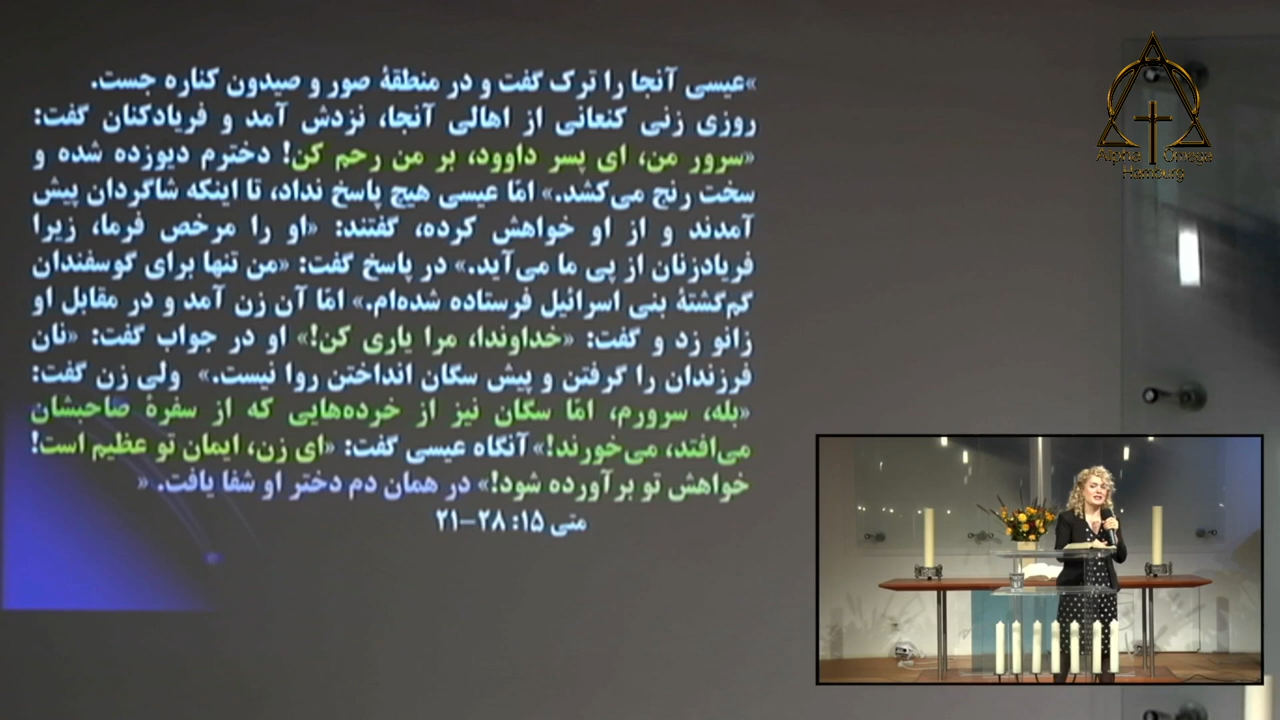 »عیسی آنجا را ترک گفت و در منطقهٔ صور و صیدون کناره جست.
روزی زنی کنعانی از اهالی آنجا، نزدش آمد و فریادکنان گفت:
»سرور من، ای پسر داوود، بر من رحم کن! دخترم دیوزده شده و
سخت رنج می‌کشد.» امّا عیسی هیچ پاسخ نداد، تا اینکه شاگردان پیش
آمدند و از او خواهش کرده، گفتند: «او را مرخص فرما، زیرا
فریادزنان از پی ما می‌آید.» در پاسخ گفت: «من تنها برای گوسفندان
گم‌گشتهٔ بنی اسرائیل فرستاده شده‌ام.» امّا آن زن آمد و در مقابل او
زانو زد و گفت: «خداوندا، مرا یاری کن!» او در جواب گفت: «نان
فرزندان را گرفتن و پیش سگان انداختن روا نیست.» ولی زن گفت:
«بله، سرورم، امّا سگان نیز از خرده‌هایی که از سفرهٔ صاحبشان
می‌افتد، می‌خورند!» آنگاه عیسی گفت: «ای زن، ایمان تو عظیم است!
خواهش تو برآورده شود!» در همان دم دختر او شفا یافت. «
متی ۱۵: ۲۸–۲۱
Alpha Omega
Hamburg